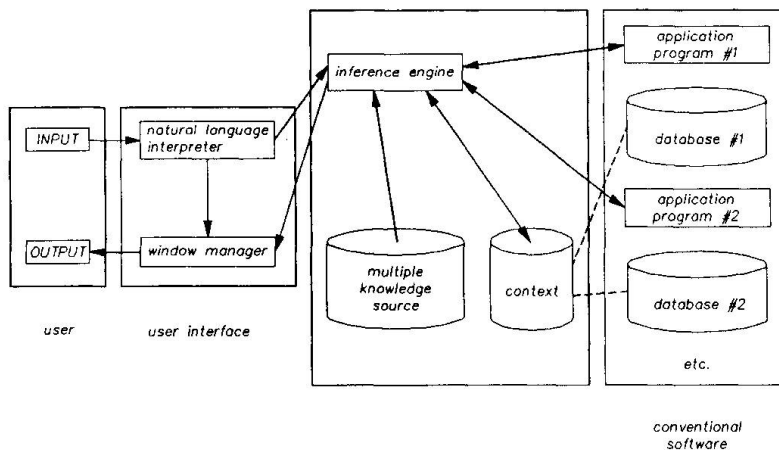 INPUT
OUTPUT
user
natural language
interpreter
window manager
user interface
inference engine
multiple
knowledge
source
context
application
program #1
database #1
application
program #2
database #2
etc.
conventional
software